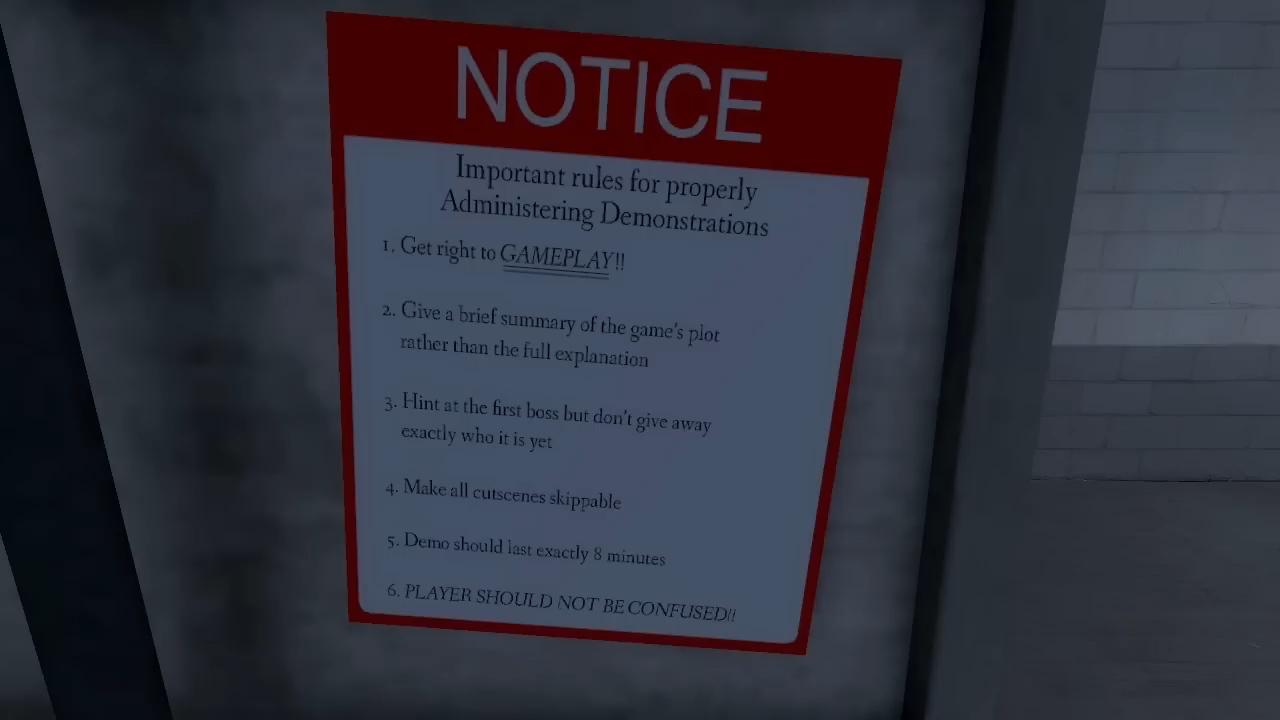 NOTICE
Important rules for properly
Administering Demonstrations
1. Get right to GAMEPLAY!!
2. Give a brief summary of the game's plot
rather than the full explanation
3. Hint at the first boss but don't give away
exactly who it is yet
4. Make all cutscenes skippable
5. Demo should last exactly 8 minutes
6. PLAYER SHOULD NOT BE CONFUSED!!